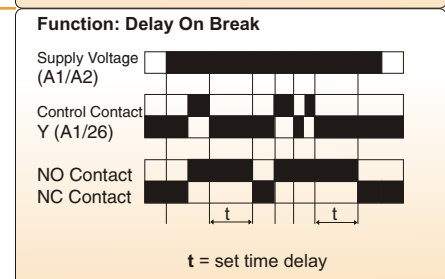 Function: Delay On Break
Supply Voltage
(A1/A2)
Control Contact
Y (A1/26)
NO Contact
NC Contact
t
t
t = set time delay